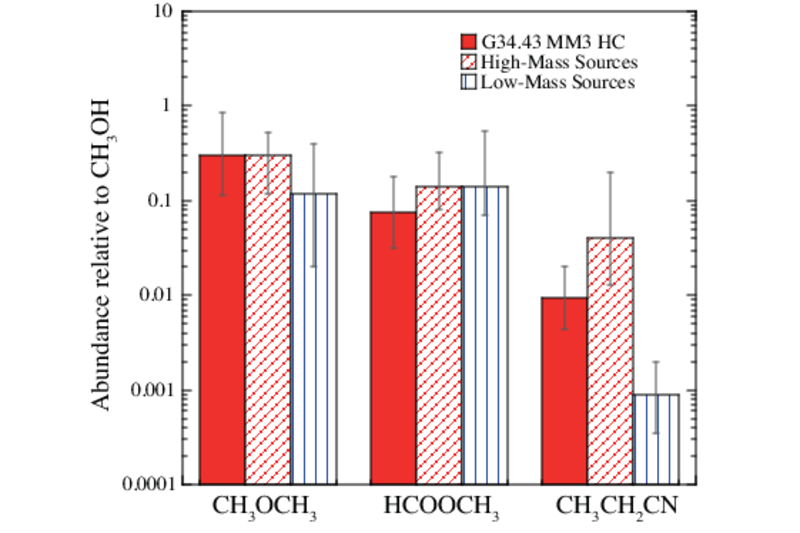 10
G34.43 MM3 HC
High-Mass Sources
Low-Mass Sources
1
0.1
0.01
0.001
0.0001
Abundance relative to CH₃OH
CH₃OCH₃
HCOOCH₃
CH₃CH₂CN